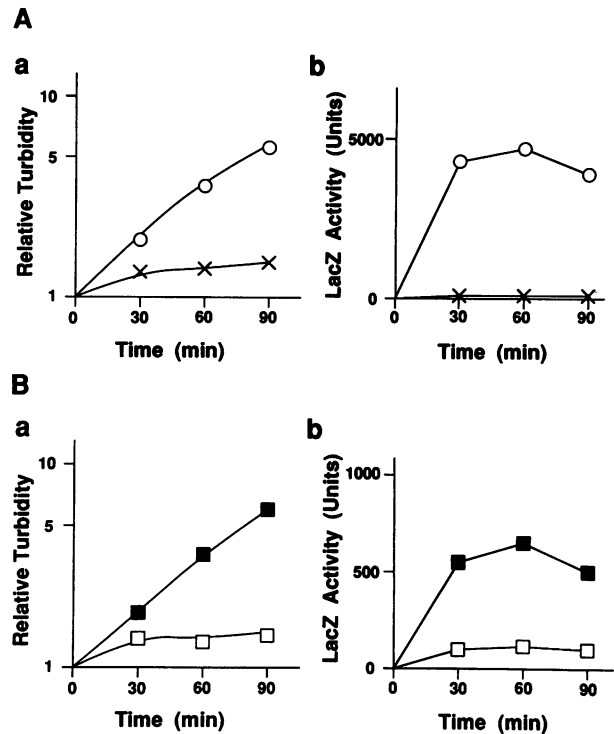 A
a
b
10
5
1
Relative Turbidity
0 30 60 90
Time (min)
5000
0
LacZ Activity (Units)
0 30 60 90
Time (min)
B
a
b
10
5
1
Relative Turbidity
0 30 60 90
Time (min)
1000
500
0
LacZ Activity (Units)
0 30 60 90
Time (min)